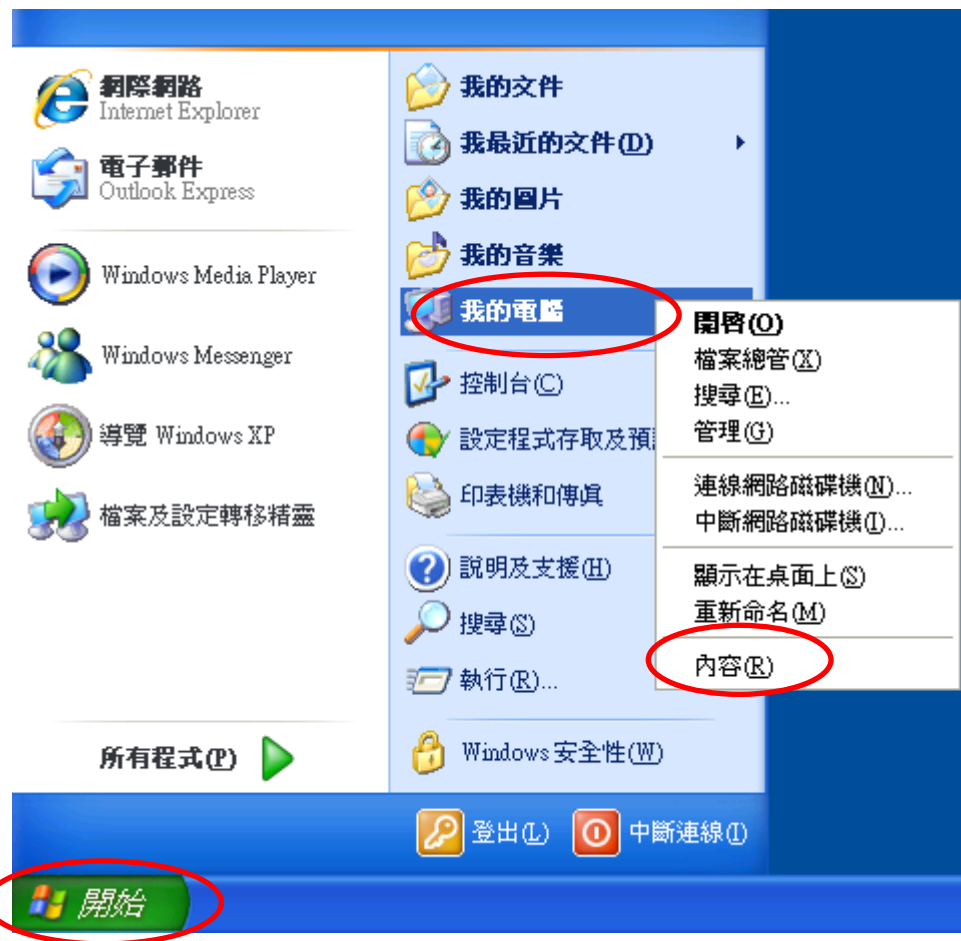 網際網路
Internet Explorer
電子郵件
Outlook Express
Windows Media Player
Windows Messenger
導覽 Windows XP
檔案及設定轉移精靈
所有程式(P)
我的文件
我最近的文件(D)
我的圖片
我的音樂
我的電腦
控制台(C)
設定程式存取及預
印表機和傳真
說明及支援(H)
搜尋(S)
執行(R)...
Windows 安全性(W)
開啟(O)
檔案總管(X)
搜尋(E)...
管理(G)
連線網路磁碟機(N)...
中斷網路磁碟機(I)...
顯示在桌面上(S)
重新命名(M)
內容(R)
登出(L)
中斷連線(I)
開始